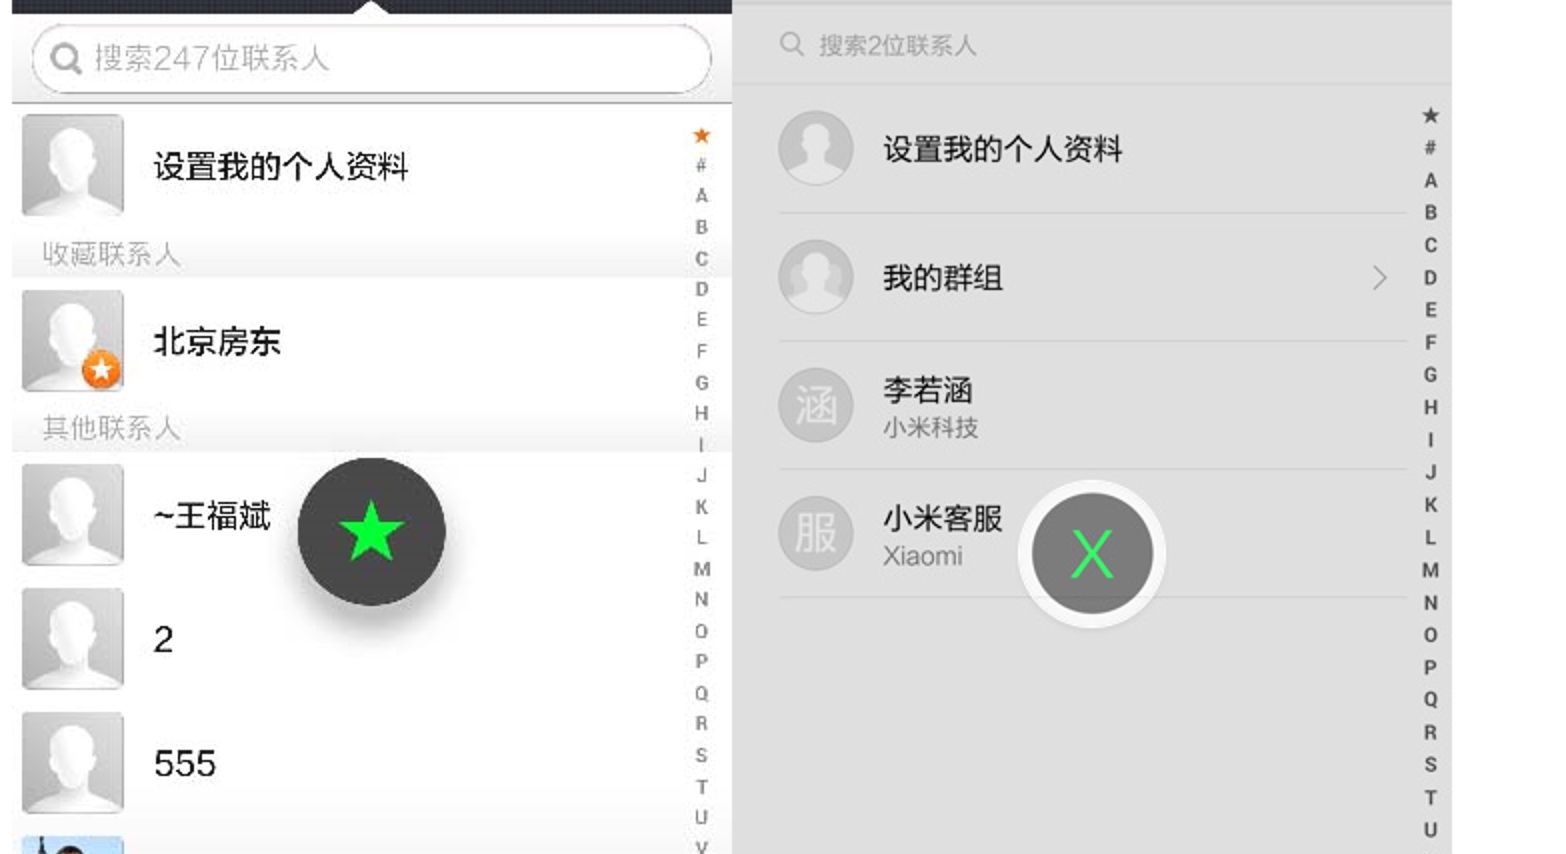 搜索247位联系人
设置我的个人资料
收藏联系人
北京房东
其他联系人
~王福斌
2
555
★
#
A
B
C
D
E
F
G
H
I
J
K
L
M
N
O
P
Q
R
S
T
U
V
★
搜索2位联系人
设置我的个人资料
我的群组
涵
李若涵
小米科技
服
小米客服
Xiaomi
X
★
#
A
B
C
D
E
F
G
H
I
J
K
L
M
N
O
P
Q
R
S
T
U